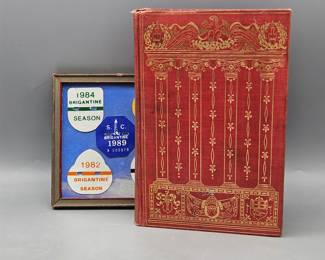 1984
BRIGANTINE
SEASON
S. C.
BRIGANTINE
1989
1982
BRIGANTINE
SEASON